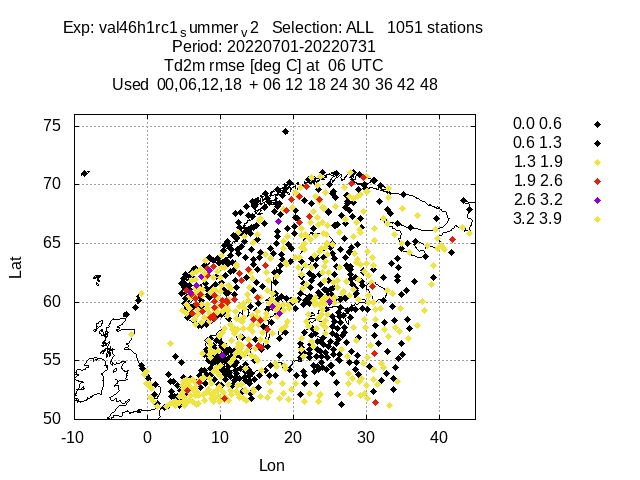 Exp: val46h1rc1summerv2 Selection: ALL 1051 stations
Period: 20220701-20220731
Td2m rmse [deg C] at 06 UTC
Used 00,06,12,18 + 06 12 18 24 30 36 42 48
0.0 0.6
0.6 1.3
1.3 1.9
1.9 2.6
2.6 3.2
3.2 3.9
75
70
65
60
55
50
Lat
-10 0 10 20 30 40
Lon